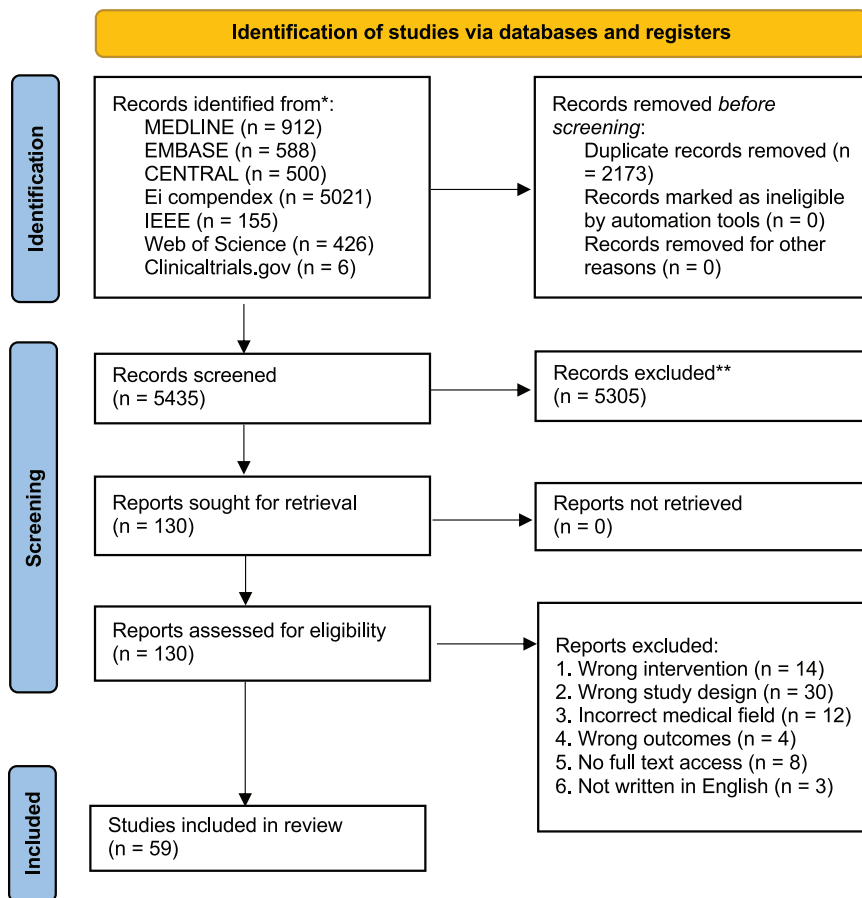 Identification of studies via databases and registers
Identification
Records identified from*:
MEDLINE (n = 912)
EMBASE (n = 588)
CENTRAL (n = 500)
Ei compendex (n = 5021)
IEEE (n = 155)
Web of Science (n = 426)
Clinicaltrials.gov (n = 6)
Records removed before
screening:
Duplicate records removed (n
= 2173)
Records marked as ineligible
by automation tools (n = 0)
Records removed for other
reasons (n = 0)
Screening
Records screened
(n = 5435)
Records excluded**
(n = 5305)
Reports sought for retrieval
(n = 130)
Reports not retrieved
(n = 0)
Reports assessed for eligibility
(n = 130)
Reports excluded:
1. Wrong intervention (n = 14)
2. Wrong study design (n = 30)
3. Incorrect medical field (n = 12)
4. Wrong outcomes (n = 4)
5. No full text access (n = 8)
6. Not written in English (n = 3)
Included
Studies included in review
(n = 59)